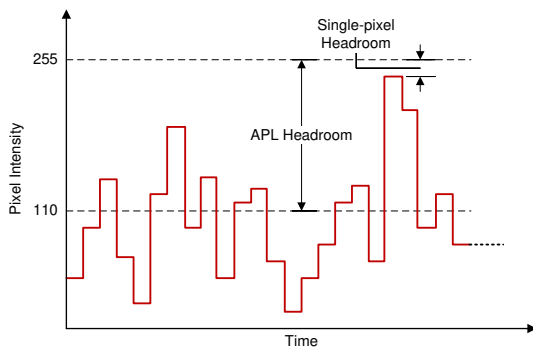 Single-pixel
Headroom
255
APL Headroom
Pixel Intensity
110
Time